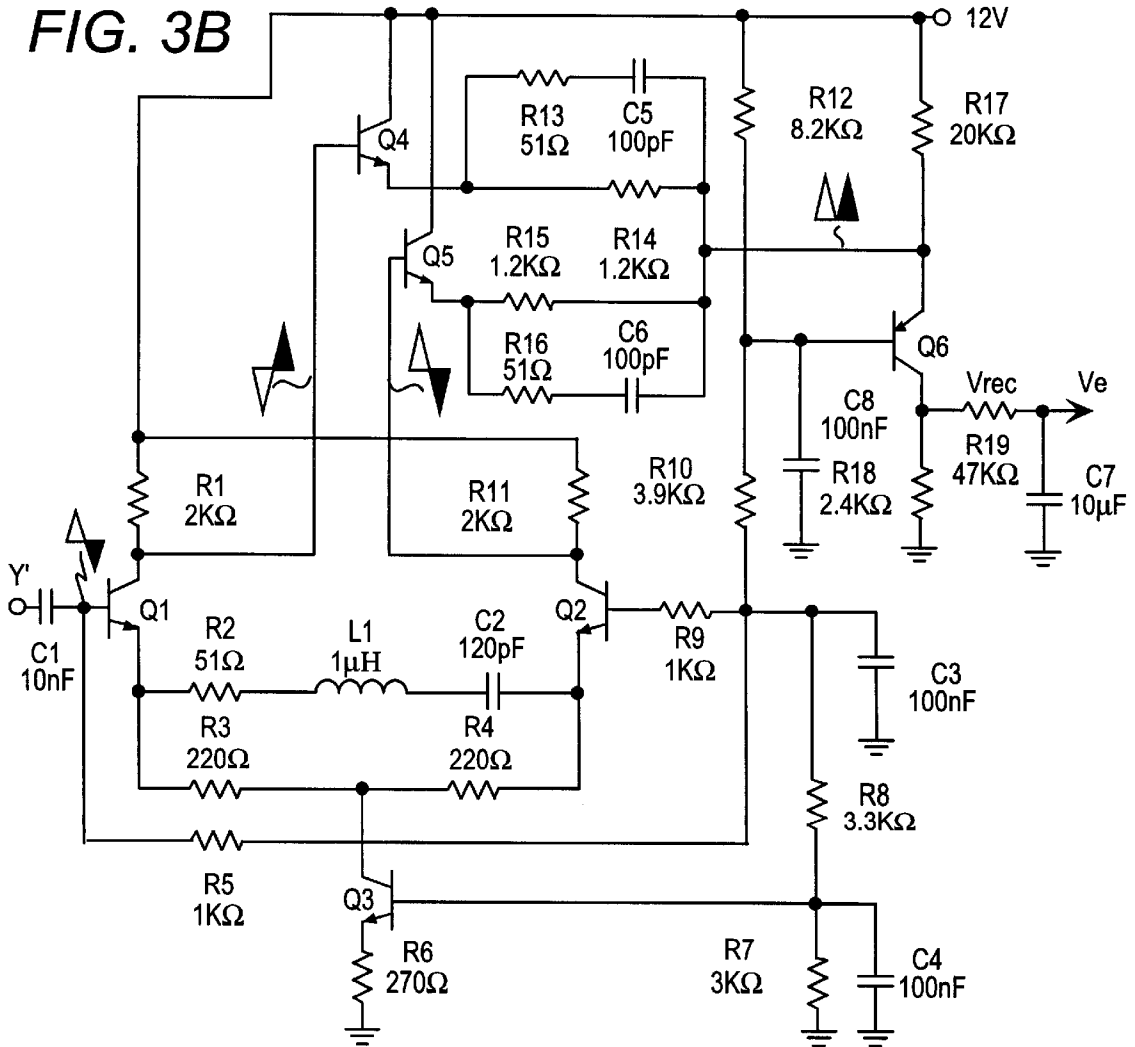 FIG. 3B
12V
R13
51Ω
C5
100pF
R12
8.2KΩ
R17
20KΩ
Q4
Q5
R15
1.2KΩ
R14
1.2KΩ
R16
51Ω
C6
100pF
Q6
Vrec
Ve
C8
100nF
R19
47KΩ
C7
10µF
R18
2.4KΩ
R10
3.9KΩ
R1
2KΩ
R11
2KΩ
Y'
C1
10nF
Q1
Q2
R2
51Ω
L1
1µH
C2
120pF
R9
1KΩ
C3
100nF
R3
220Ω
R4
220Ω
R8
3.3KΩ
R5
1KΩ
Q3
R6
270Ω
R7
3KΩ
C4
100nF